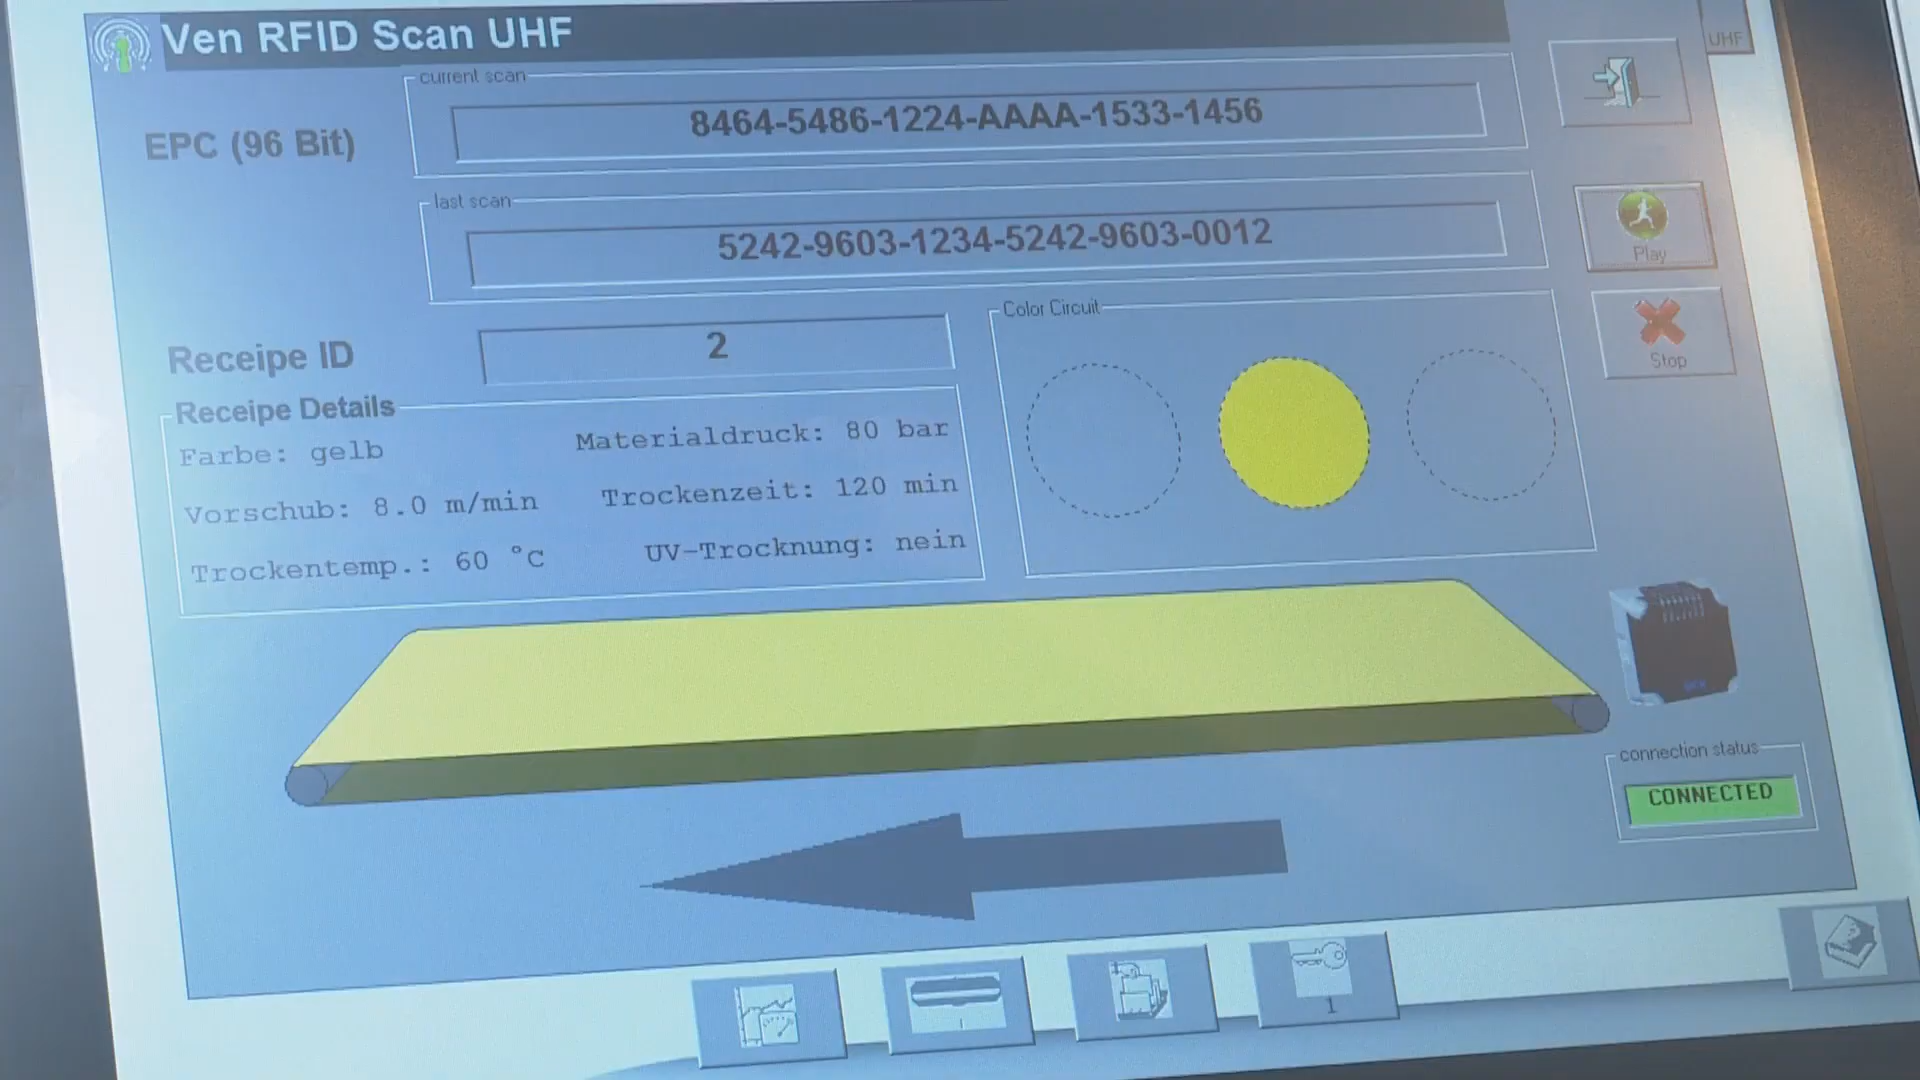 Ven RFID Scan UHF
UHF
current scan
EPC (96 Bit)
8464-5486-1224-AAAA-1533-1456
last scan
5242-9603-1234-5242-9603-0012
Play
Receipe ID
2
Color Circuit
Stop
Receipe Details
Farbe: gelb
Materialdruck: 80 bar
Vorschub: 8.0 m/min
Trockenzeit: 120 min
Trockentemp.: 60 °C
UV-Trocknung: nein
connection status
CONNECTED
1